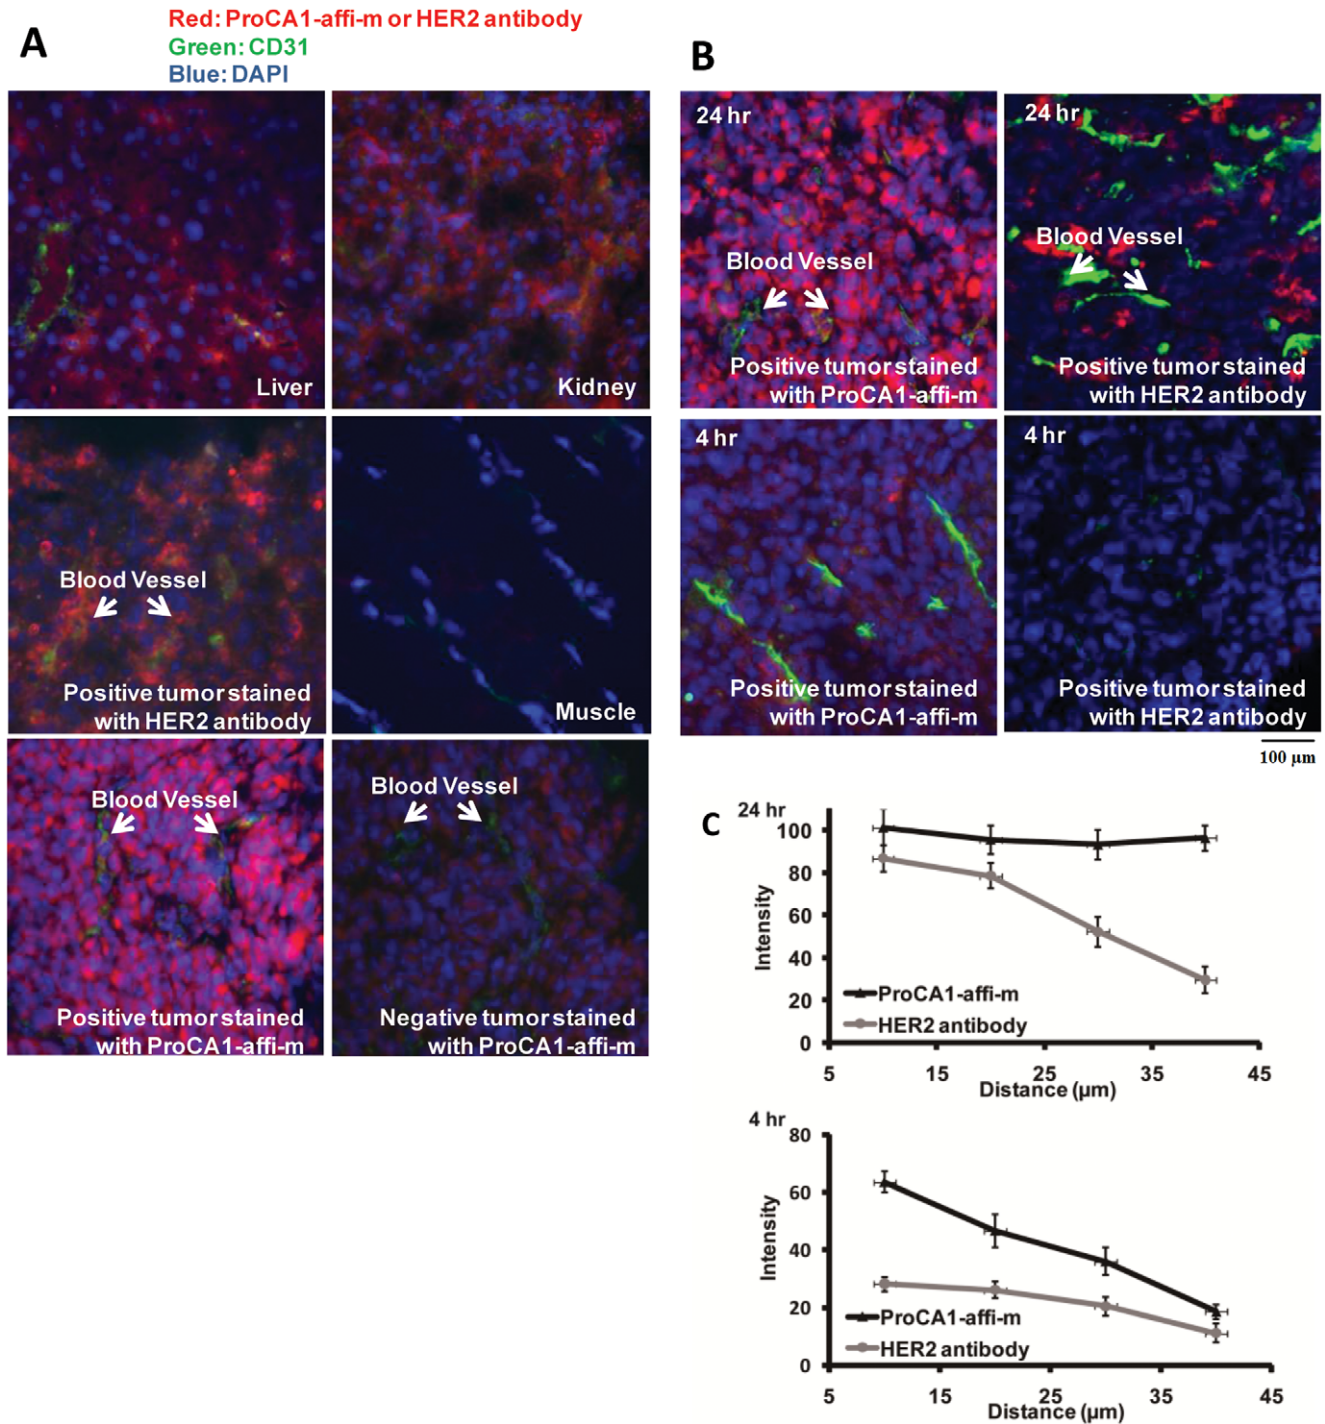 A
Red: ProCA1-affi-m or HER2 antibody
Green: CD31
Blue: DAPI
Liver
Kidney
Blood Vessel
Positive tumor stained
with HER2 antibody
Muscle
Blood Vessel
Positive tumor stained
with ProCA1-affi-m
Blood Vessel
Negative tumor stained
with ProCA1-affi-m
B
24 hr
Blood Vessel
Positive tumor stained
with ProCA1-affi-m
24 hr
Blood Vessel
Positive tumor stained
with HER2 antibody
4 hr
Positive tumor stained
with ProCA1-affi-m
4 hr
Positive tumor stained
with HER2 antibody
100 µm
C
24 hr
100
80
60
40
20
0
Intensity
ProCA1-affi-m
HER2 antibody
5 15 25 35 45
Distance (µm)
4 hr
80
60
40
20
0
Intensity
ProCA1-affi-m
HER2 antibody
5 15 25 35 45
Distance (µm)